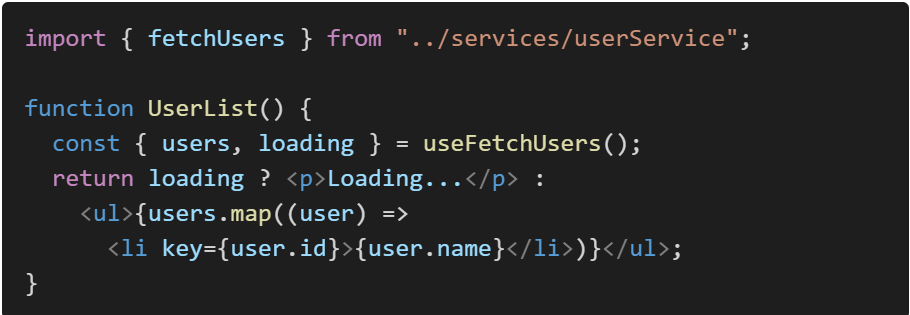 import { fetchUsers } from "../services/userService";
function UserList() {
const { users, loading } = useFetchUsers();
return loading ? <p>Loading...</p> :
<ul>{users.map((user) =>
<li key={user.id}>{user.name}</li>)}</ul>;
}